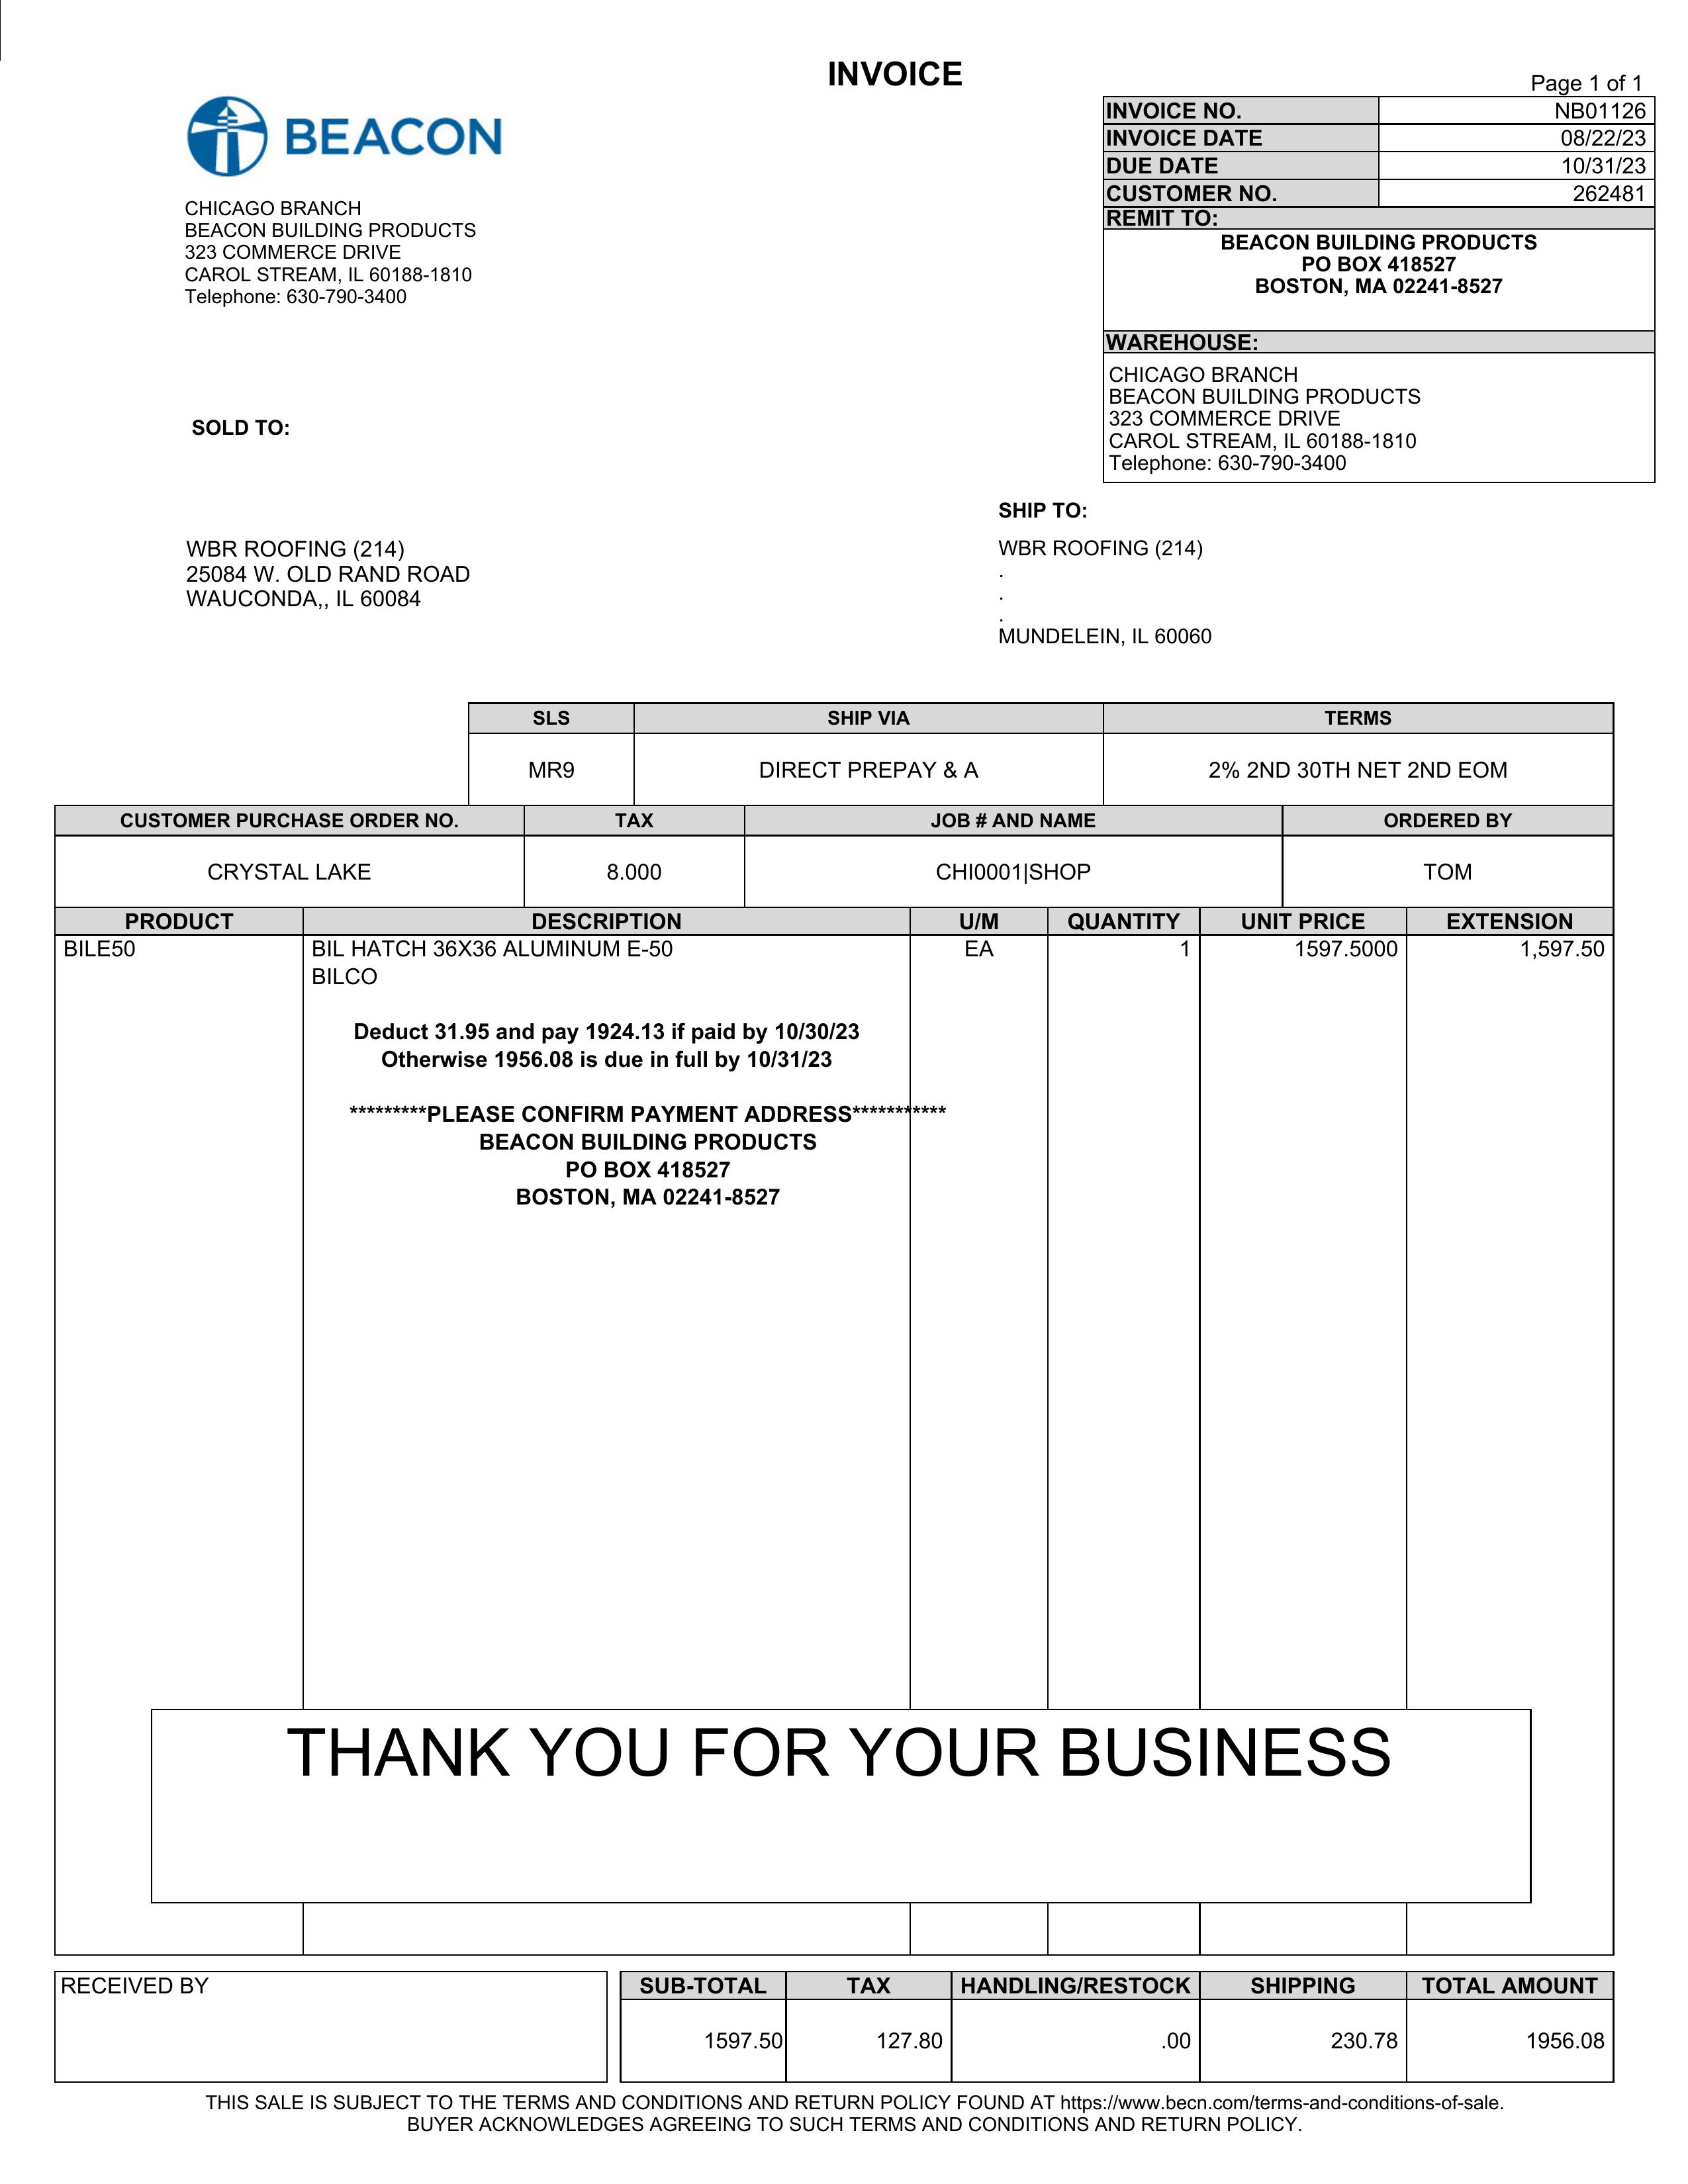 INVOICE
Page 1 of 1
BEACON
CHICAGO BRANCH
BEACON BUILDING PRODUCTS
323 COMMERCE DRIVE
CAROL STREAM, IL 60188-1810
Telephone: 630-790-3400
INVOICE NO. NB01126
INVOICE DATE 08/22/23
DUE DATE 10/31/23
CUSTOMER NO. 262481
REMIT TO:
BEACON BUILDING PRODUCTS
PO BOX 418527
BOSTON, MA 02241-8527
WAREHOUSE:
CHICAGO BRANCH
BEACON BUILDING PRODUCTS
323 COMMERCE DRIVE
CAROL STREAM, IL 60188-1810
Telephone: 630-790-3400
SOLD TO:
WBR ROOFING (214)
25084 W. OLD RAND ROAD
WAUCONDA,, IL 60084
SHIP TO:
WBR ROOFING (214)
.
.
.
MUNDELEIN, IL 60060
SLS SHIP VIA TERMS
MR9 DIRECT PREPAY & A 2% 2ND 30TH NET 2ND EOM
CUSTOMER PURCHASE ORDER NO. TAX JOB # AND NAME ORDERED BY
CRYSTAL LAKE 8.000 CHI0001|SHOP TOM
PRODUCT DESCRIPTION U/M QUANTITY UNIT PRICE EXTENSION
BILE50 BIL HATCH 36X36 ALUMINUM E-50 EA 1 1597.5000 1,597.50
BILCO
Deduct 31.95 and pay 1924.13 if paid by 10/30/23
Otherwise 1956.08 is due in full by 10/31/23
*********PLEASE CONFIRM PAYMENT ADDRESS***********
BEACON BUILDING PRODUCTS
PO BOX 418527
BOSTON, MA 02241-8527
THANK YOU FOR YOUR BUSINESS
RECEIVED BY
SUB-TOTAL TAX HANDLING/RESTOCK SHIPPING TOTAL AMOUNT
1597.50 127.80 .00 230.78 1956.08
THIS SALE IS SUBJECT TO THE TERMS AND CONDITIONS AND RETURN POLICY FOUND AT https://www.becn.com/terms-and-conditions-of-sale.
BUYER ACKNOWLEDGES AGREEING TO SUCH TERMS AND CONDITIONS AND RETURN POLICY.